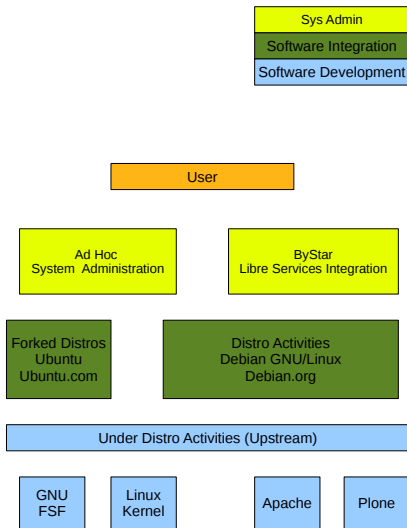 Sys Admin
Software Integration
Software Development
User
Ad Hoc
System Administration
ByStar
Libre Services Integration
Forked Distros
Ubuntu
Ubuntu.com
Distro Activities
Debian GNU/Linux
Debian.org
Under Distro Activities (Upstream)
GNU
FSF
Linux
Kernel
Apache
Plone